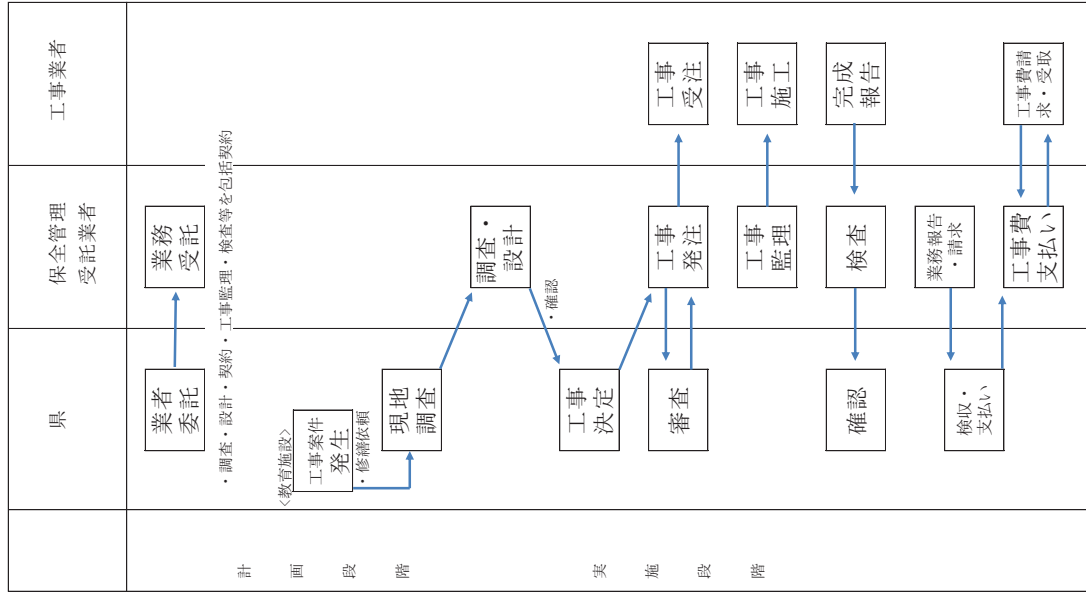 県
保全管理
受託業者
工事業者
計画段階
業者
委託
業務
受託
・調査・設計・契約・工事監理・検査等を包括契約
<教育施設>
工事案件
発生
・修繕依頼
現地
調査
調査・
設計
・確認
実施段階
工事
決定
審査
工事
発注
工事
受注
工事
監理
工事
施工
確認
検査
完成
報告
業務報告
・請求
検収・
支払い
工事費
支払い
工事費請
求・受取